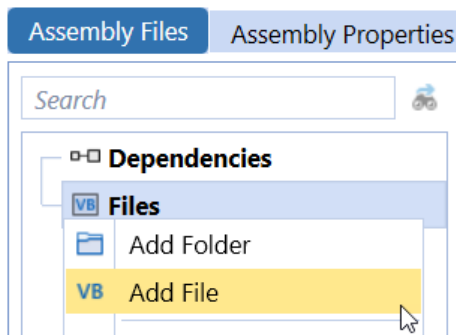 Assembly Files Assembly Properties
Search
Dependencies
VB Files
Add Folder
VB Add File